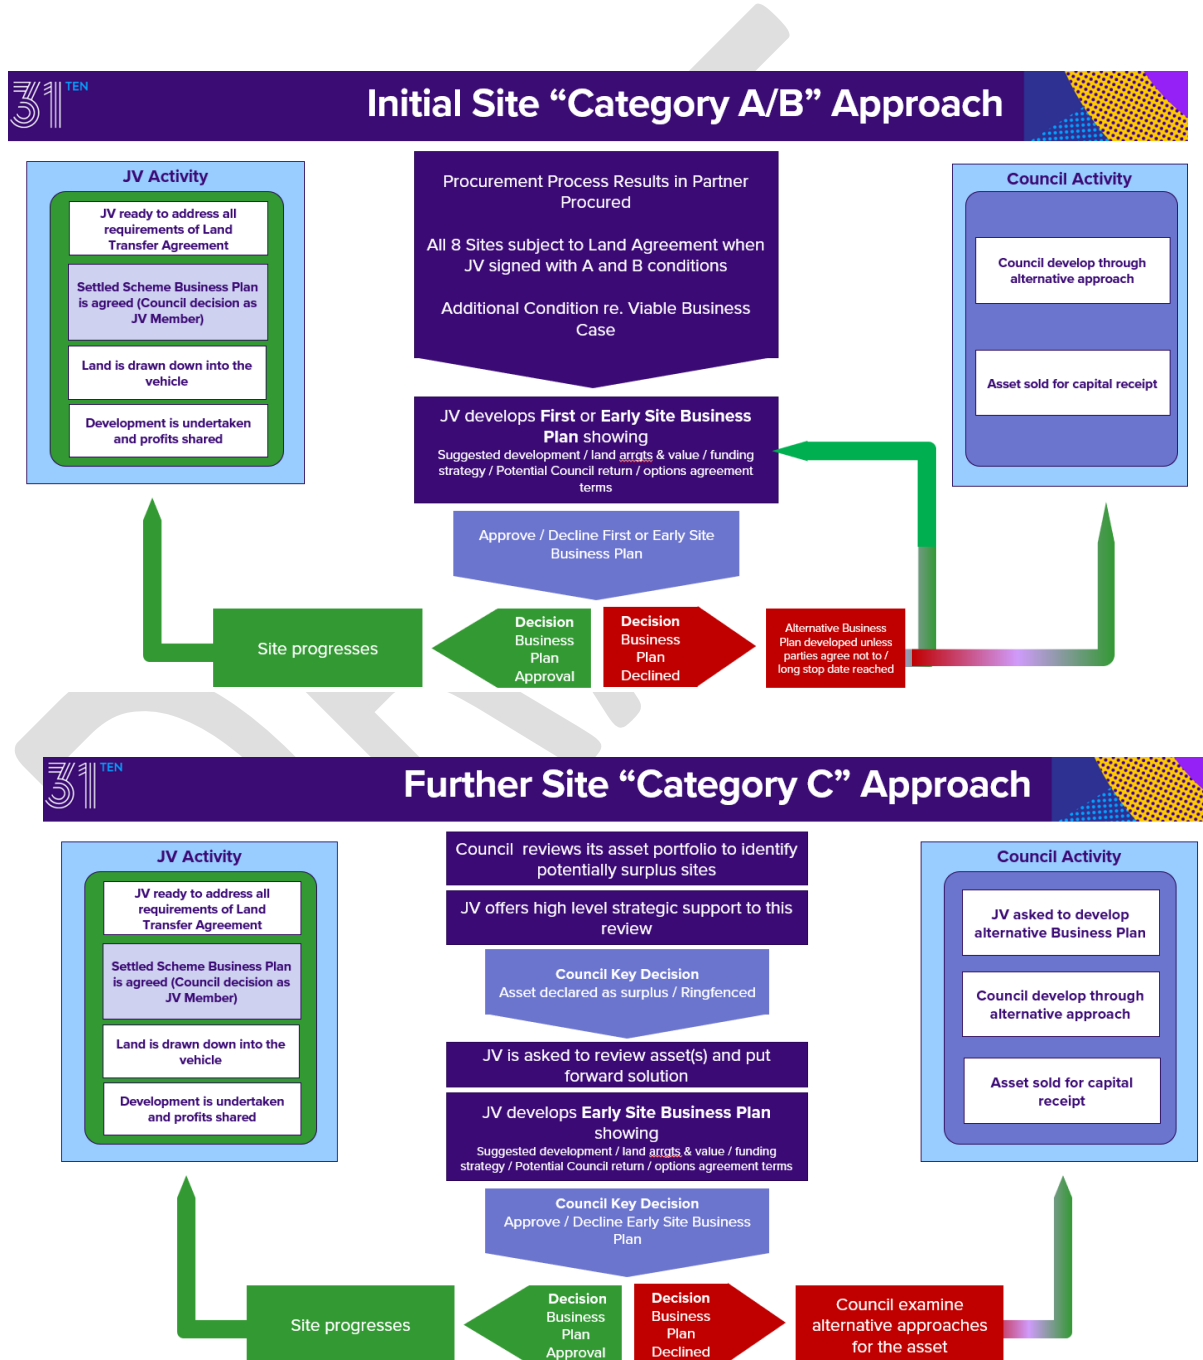 31 TEN
Initial Site “Category A/B” Approach
JV Activity
JV ready to address all
requirements of Land
Transfer Agreement
Settled Scheme Business Plan
is agreed (Council decision as
JV Member)
Land is drawn down into the
vehicle
Development is undertaken
and profits shared
Procurement Process Results in Partner
Procured
All 8 Sites subject to Land Agreement when
JV signed with A and B conditions
Additional Condition re. Viable Business
Case
JV develops First or Early Site Business
Plan showing
Suggested development / land arrgts & value / funding
strategy / Potential Council return / options agreement
terms
Approve / Decline First or Early Site
Business Plan
Council Activity
Council develop through
alternative approach
Asset sold for capital receipt
Site progresses
Decision
Business
Plan
Approval
Decision
Business
Plan
Declined
Alternative Business
Plan developed unless
parties agree not to /
long stop date reached
31 TEN
Further Site “Category C” Approach
JV Activity
JV ready to address all
requirements of Land
Transfer Agreement
Settled Scheme Business Plan
is agreed (Council decision as
JV Member)
Land is drawn down into the
vehicle
Development is undertaken
and profits shared
Council reviews its asset portfolio to identify
potentially surplus sites
JV offers high level strategic support to this
review
Council Key Decision
Asset declared as surplus / Ringfenced
JV is asked to review asset(s) and put
forward solution
JV develops Early Site Business Plan
showing
Suggested development / land arrgts & value / funding
strategy / Potential Council return / options agreement terms
Council Key Decision
Approve / Decline Early Site Business
Plan
Council Activity
JV asked to develop
alternative Business Plan
Council develop through
alternative approach
Asset sold for capital
receipt
Site progresses
Decision
Business
Plan
Approval
Decision
Business
Plan
Declined
Council examine
alternative approaches
for the asset